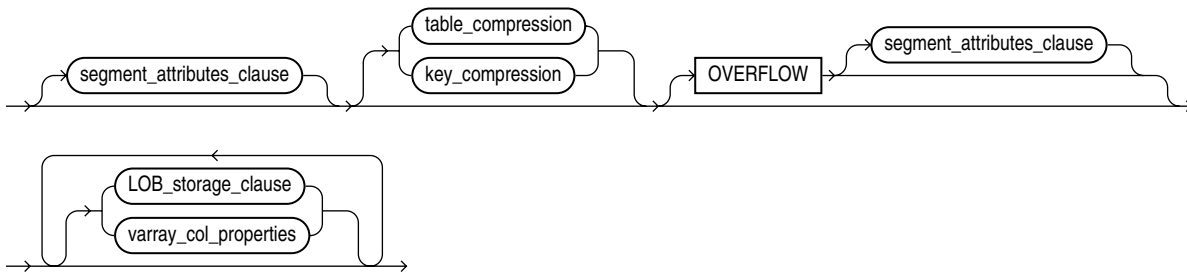 segment_attributes_clause
table_compression
key_compression
OVERFLOW
segment_attributes_clause
LOB_storage_clause
varray_col_properties